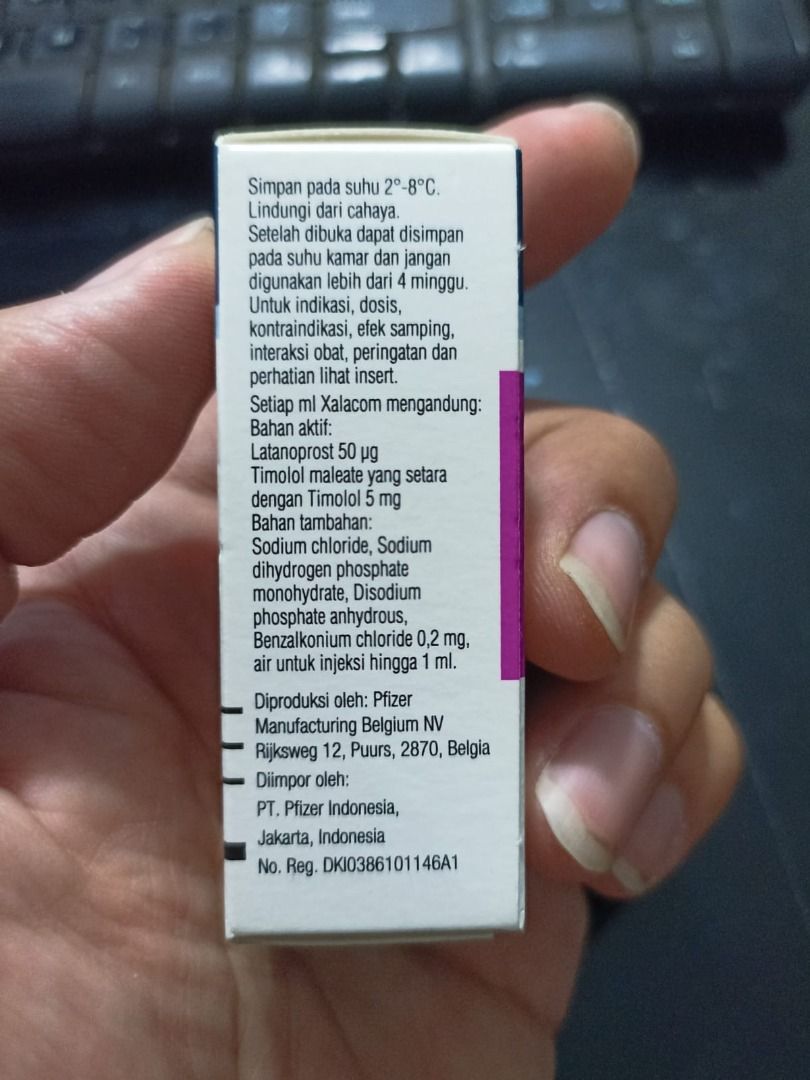 Simpan pada suhu 2°-8°C.
Lindungi dari cahaya.
Setelah dibuka dapat disimpan
pada suhu kamar dan jangan
digunakan lebih dari 4 minggu.
Untuk indikasi, dosis,
kontraindikasi, efek samping,
interaksi obat, peringatan dan
perhatian lihat insert.
Setiap ml Xalacom mengandung:
Bahan aktif:
Latanoprost 50 µg
Timolol maleate yang setara
dengan Timolol 5 mg
Bahan tambahan:
Sodium chloride, Sodium
dihydrogen phosphate
monohydrate, Disodium
phosphate anhydrous,
Benzalkonium chloride 0,2 mg,
air untuk injeksi hingga 1 ml.
Diproduksi oleh: Pfizer
Manufacturing Belgium NV
Rijksweg 12, Puurs, 2870, Belgia
Diimpor oleh:
PT. Pfizer Indonesia,
Jakarta, Indonesia
No. Reg. DKI0386101146A1